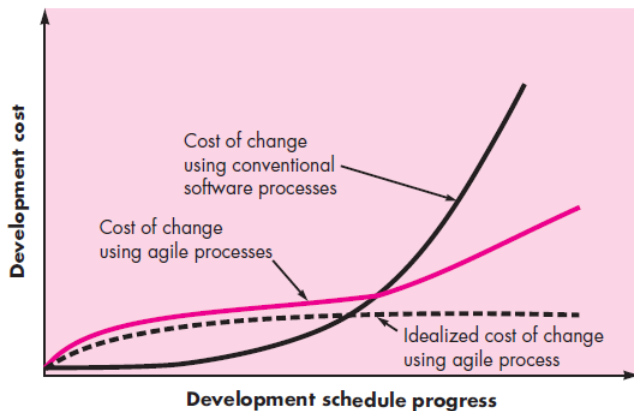 Development cost
Cost of change
using conventional
software processes
Cost of change
using agile processes
Idealized cost of change
using agile process
Development schedule progress